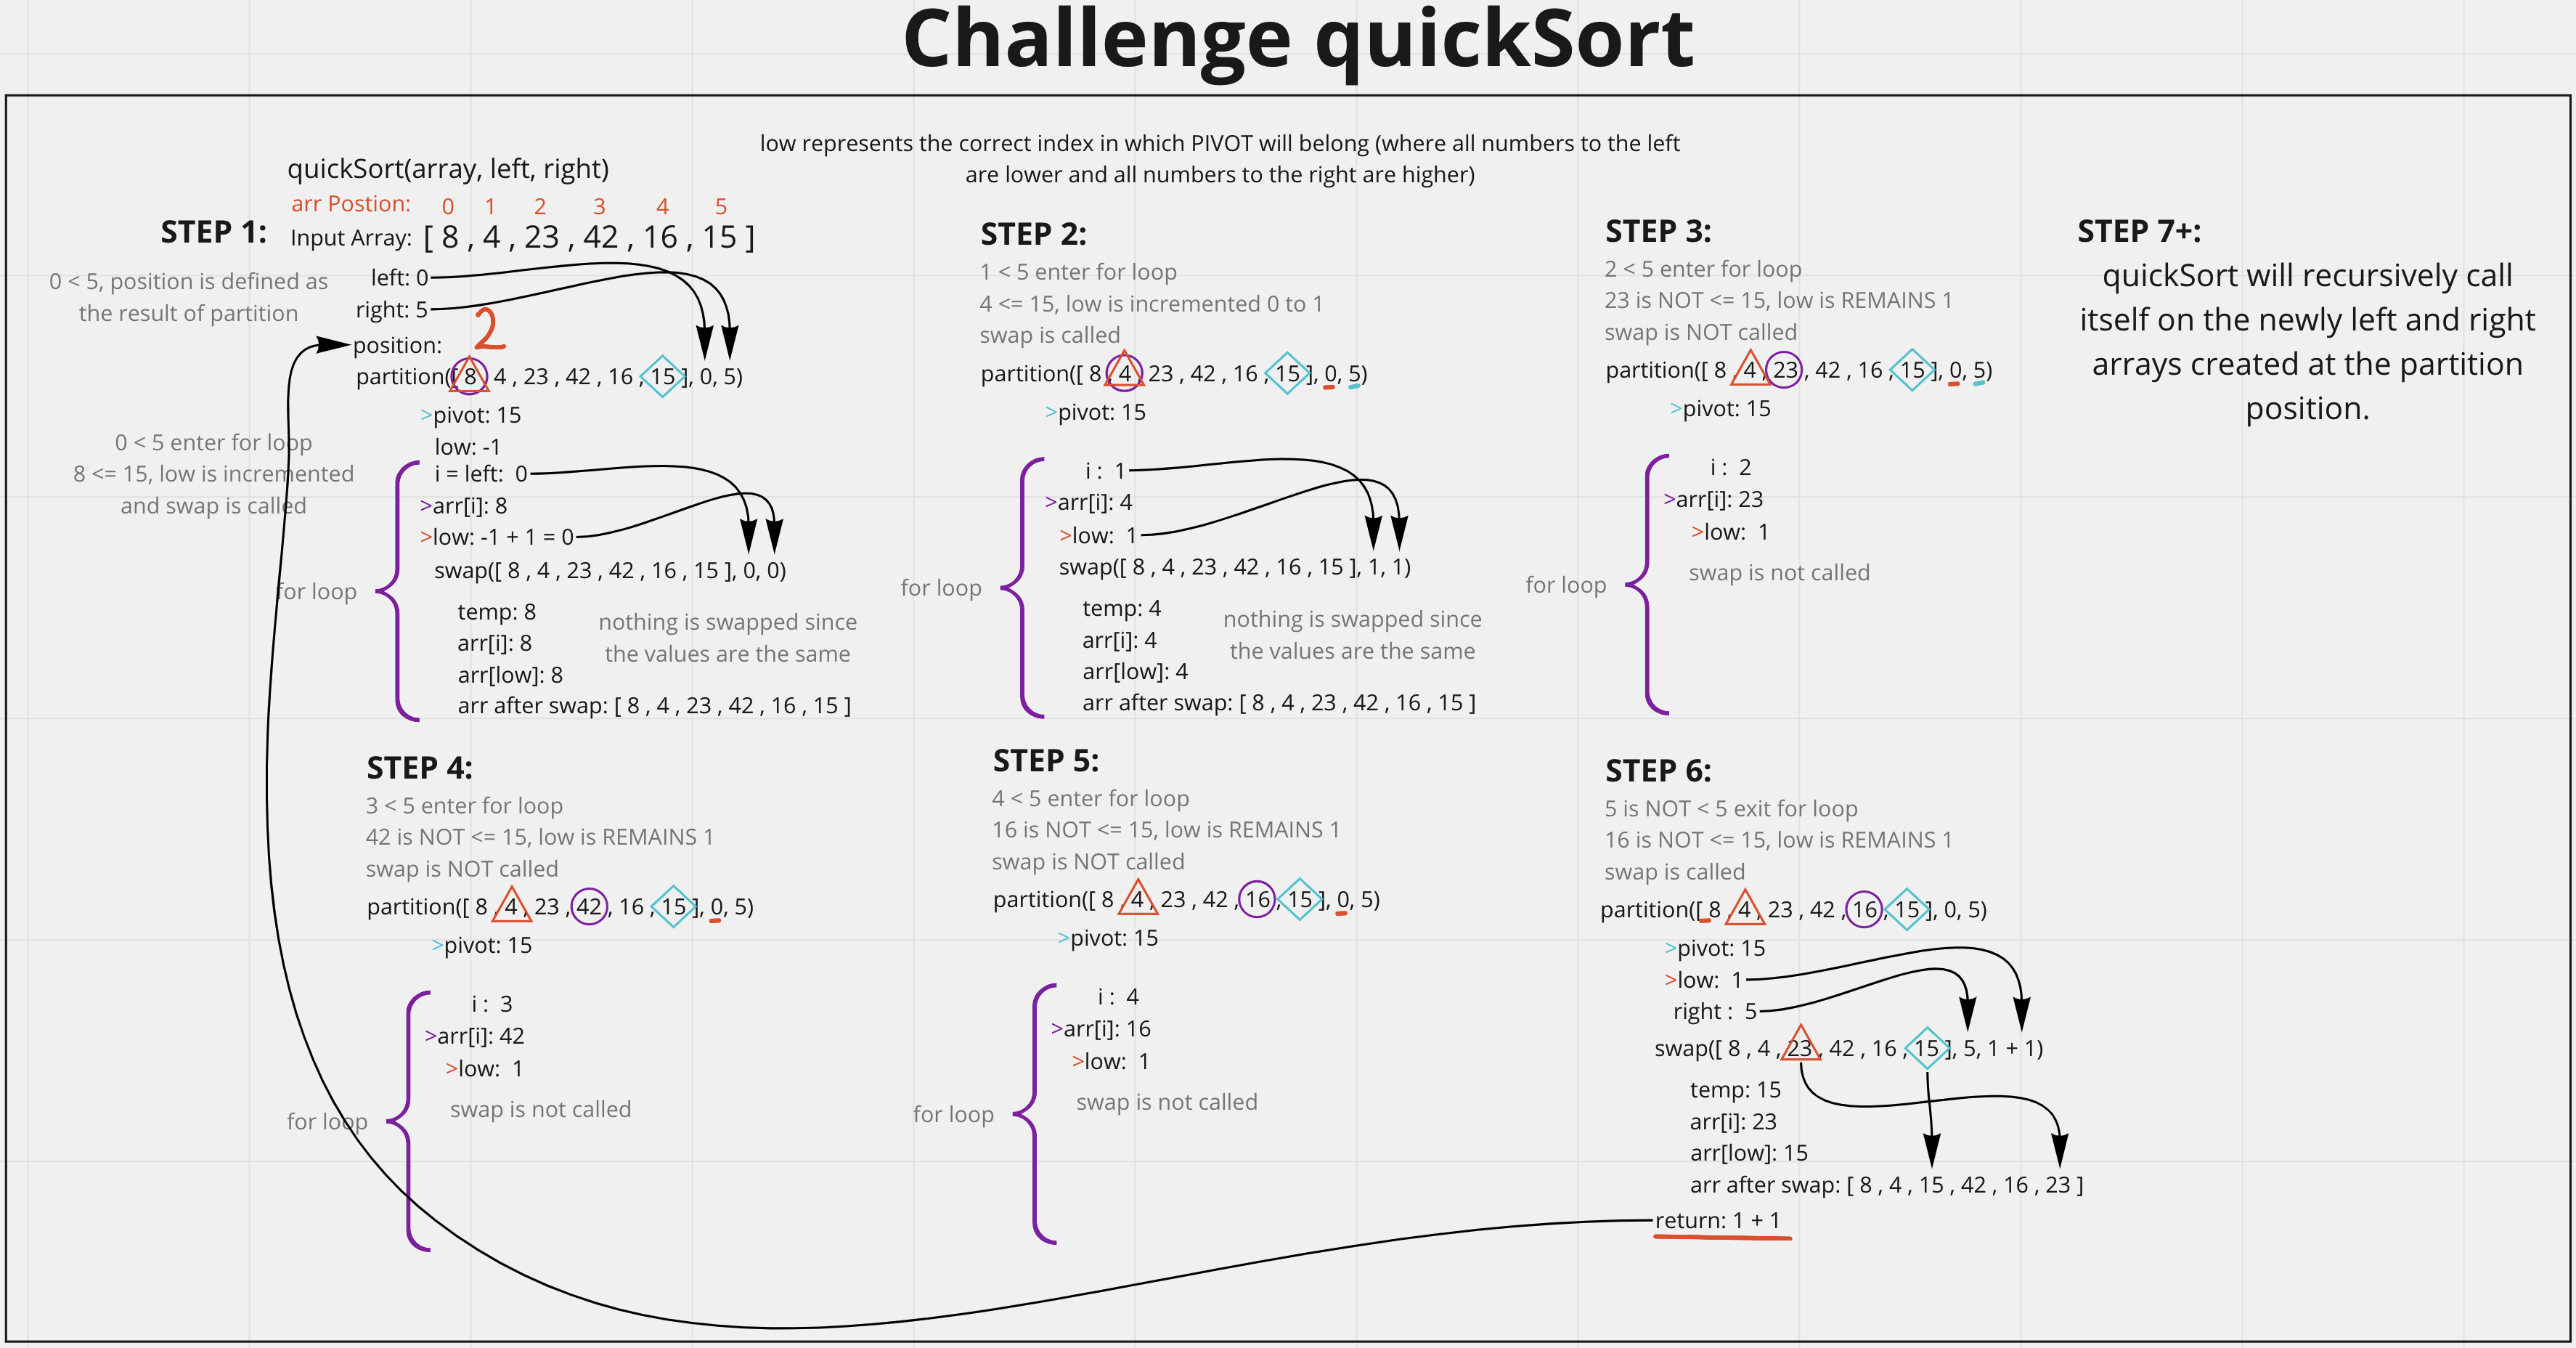 Challenge quickSort
low represents the correct index in which PIVOT will belong (where all numbers to the left
are lower and all numbers to the right are higher)
quickSort(array, left, right)
arr Postion: 0 1 2 3 4 5
STEP 1: Input Array: [ 8 , 4 , 23 , 42 , 16 , 15 ]
0 < 5, position is defined as
the result of partition
left: 0
right: 5
2
position:
partition([ 8 , 4 , 23 , 42 , 16 , 15 ], 0, 5)
>pivot: 15
low: -1
0 < 5 enter for loop
8 <= 15, low is incremented
and swap is called
i = left: 0
>arr[i]: 8
>low: -1 + 1 = 0
swap([ 8 , 4 , 23 , 42 , 16 , 15 ], 0, 0)
for loop
temp: 8
arr[i]: 8
arr[low]: 8
nothing is swapped since
the values are the same
arr after swap: [ 8 , 4 , 23 , 42 , 16 , 15 ]
STEP 2:
1 < 5 enter for loop
4 <= 15, low is incremented 0 to 1
swap is called
partition([ 8 , 4 , 23 , 42 , 16 , 15 ], 0, 5)
>pivot: 15
i : 1
>arr[i]: 4
>low: 1
swap([ 8 , 4 , 23 , 42 , 16 , 15 ], 1, 1)
for loop
temp: 4
arr[i]: 4
arr[low]: 4
nothing is swapped since
the values are the same
arr after swap: [ 8 , 4 , 23 , 42 , 16 , 15 ]
STEP 3:
2 < 5 enter for loop
23 is NOT <= 15, low is REMAINS 1
swap is NOT called
partition([ 8 , 4 , 23 , 42 , 16 , 15 ], 0, 5)
>pivot: 15
i : 2
>arr[i]: 23
>low: 1
swap is not called
for loop
STEP 7+:
quickSort will recursively call
itself on the newly left and right
arrays created at the partition
position.
STEP 4:
3 < 5 enter for loop
42 is NOT <= 15, low is REMAINS 1
swap is NOT called
partition([ 8 , 4 , 23 , 42 , 16 , 15 ], 0, 5)
>pivot: 15
i : 3
>arr[i]: 42
>low: 1
swap is not called
for loop
STEP 5:
4 < 5 enter for loop
16 is NOT <= 15, low is REMAINS 1
swap is NOT called
partition([ 8 , 4 , 23 , 42 , 16 , 15 ], 0, 5)
>pivot: 15
i : 4
>arr[i]: 16
>low: 1
swap is not called
for loop
STEP 6:
5 is NOT < 5 exit for loop
16 is NOT <= 15, low is REMAINS 1
swap is called
partition([ 8 , 4 , 23 , 42 , 16 , 15 ], 0, 5)
>pivot: 15
>low: 1
right : 5
swap([ 8 , 4 , 23 , 42 , 16 , 15 ], 5, 1 + 1)
temp: 15
arr[i]: 23
arr[low]: 15
arr after swap: [ 8 , 4 , 15 , 42 , 16 , 23 ]
return: 1 + 1